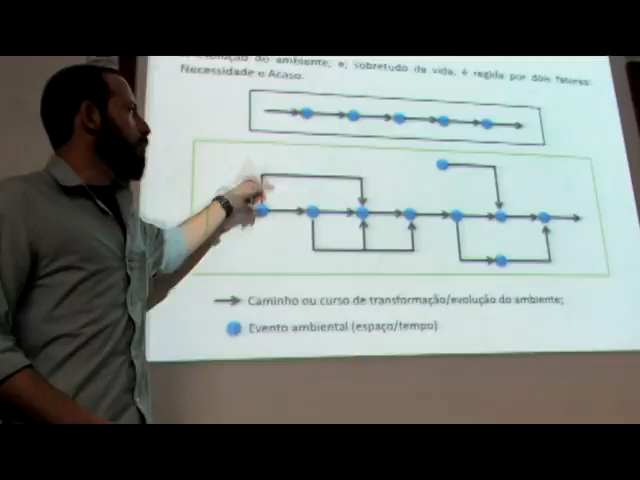 evolução do ambiente, e, sobretudo da vida, é regida por dois fatores:
Necessidade e Acaso.
Caminho ou curso de transformação/evolução do ambiente;
Evento ambiental (espaço/tempo)